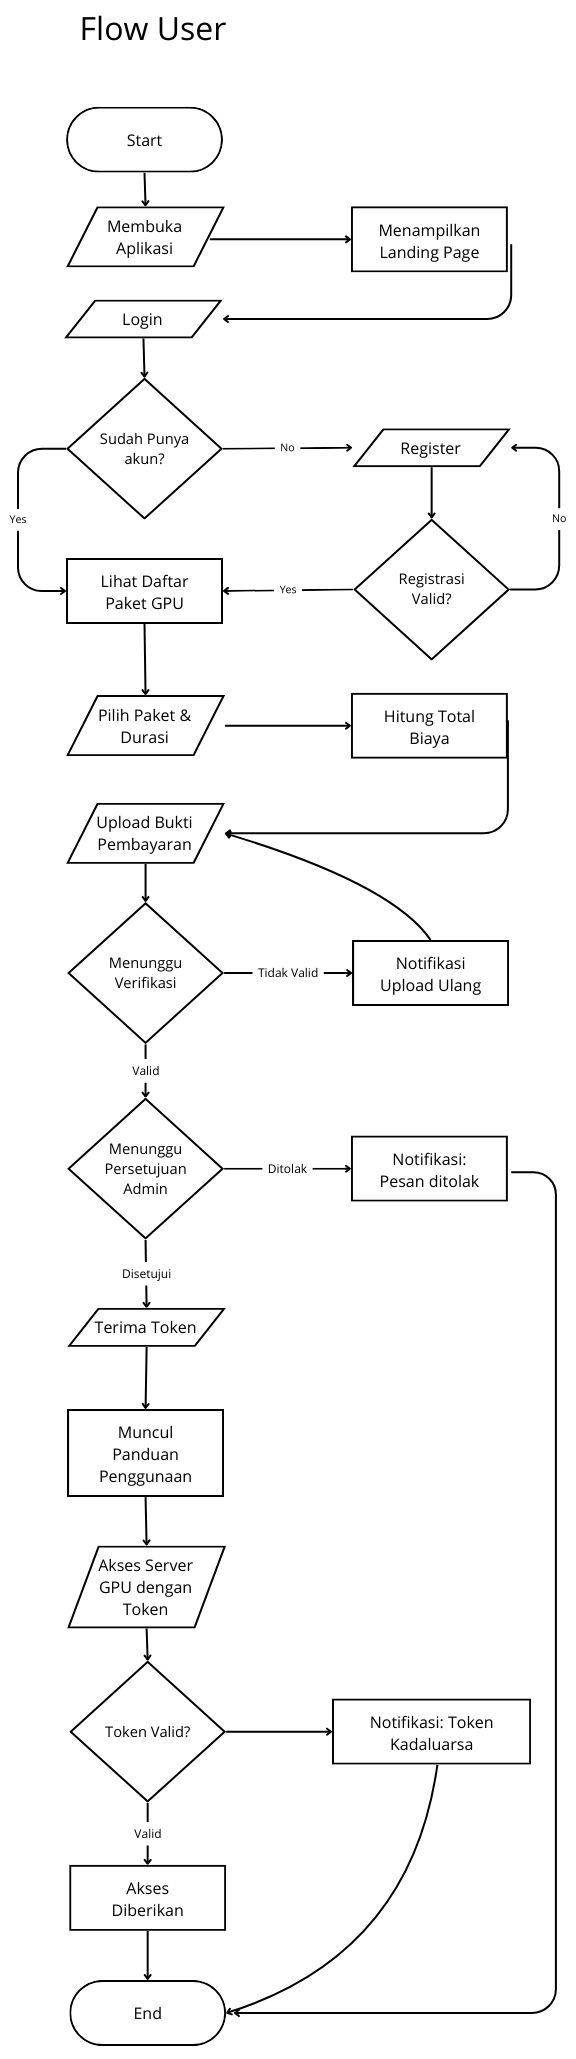 Flow User
Start
Membuka
Aplikasi
Menampilkan
Landing Page
Login
Sudah Punya
akun?
No
Register
No
Yes
Registrasi
Valid?
Yes
Lihat Daftar
Paket GPU
Pilih Paket &
Durasi
Hitung Total
Biaya
Upload Bukti
Pembayaran
Menunggu
Verifikasi
Tidak Valid
Notifikasi
Upload Ulang
Valid
Menunggu
Persetujuan
Admin
Ditolak
Notifikasi:
Pesan ditolak
Disetujui
Terima Token
Muncul
Panduan
Penggunaan
Akses Server
GPU dengan
Token
Token Valid?
Notifikasi: Token
Kadaluarsa
Valid
Akses
Diberikan
End